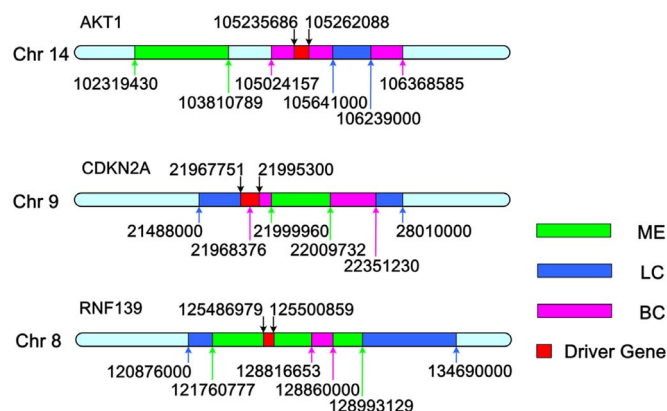 AKT1
105235686 105262088
Chr 14
102319430 105024157 106368585
103810789 105641000
106239000
CDKN2A
21967751 21995300
Chr 9
21488000 21999960 28010000
21968376 22009732
22351230
ME
LC
BC
Driver Gene
RNF139
125486979 125500859
Chr 8
120876000 128816653 134690000
121760777 128860000
128993129